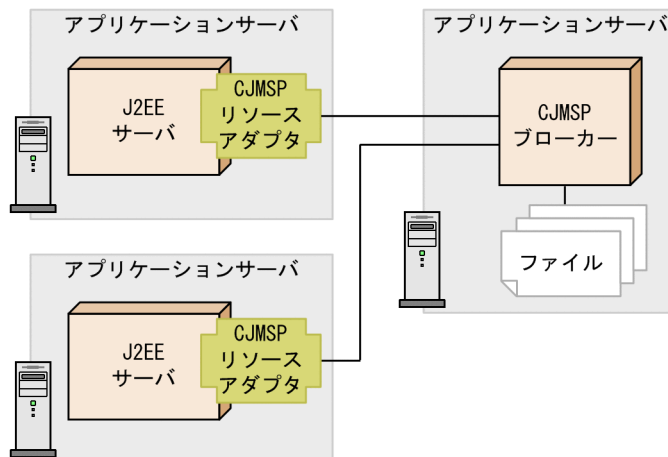 アプリケーションサーバ
J2EE
サーバ
CJMSP
リソース
アダプタ
アプリケーションサーバ
CJMSP
ブローカー
ファイル
アプリケーションサーバ
J2EE
サーバ
CJMSP
リソース
アダプタ